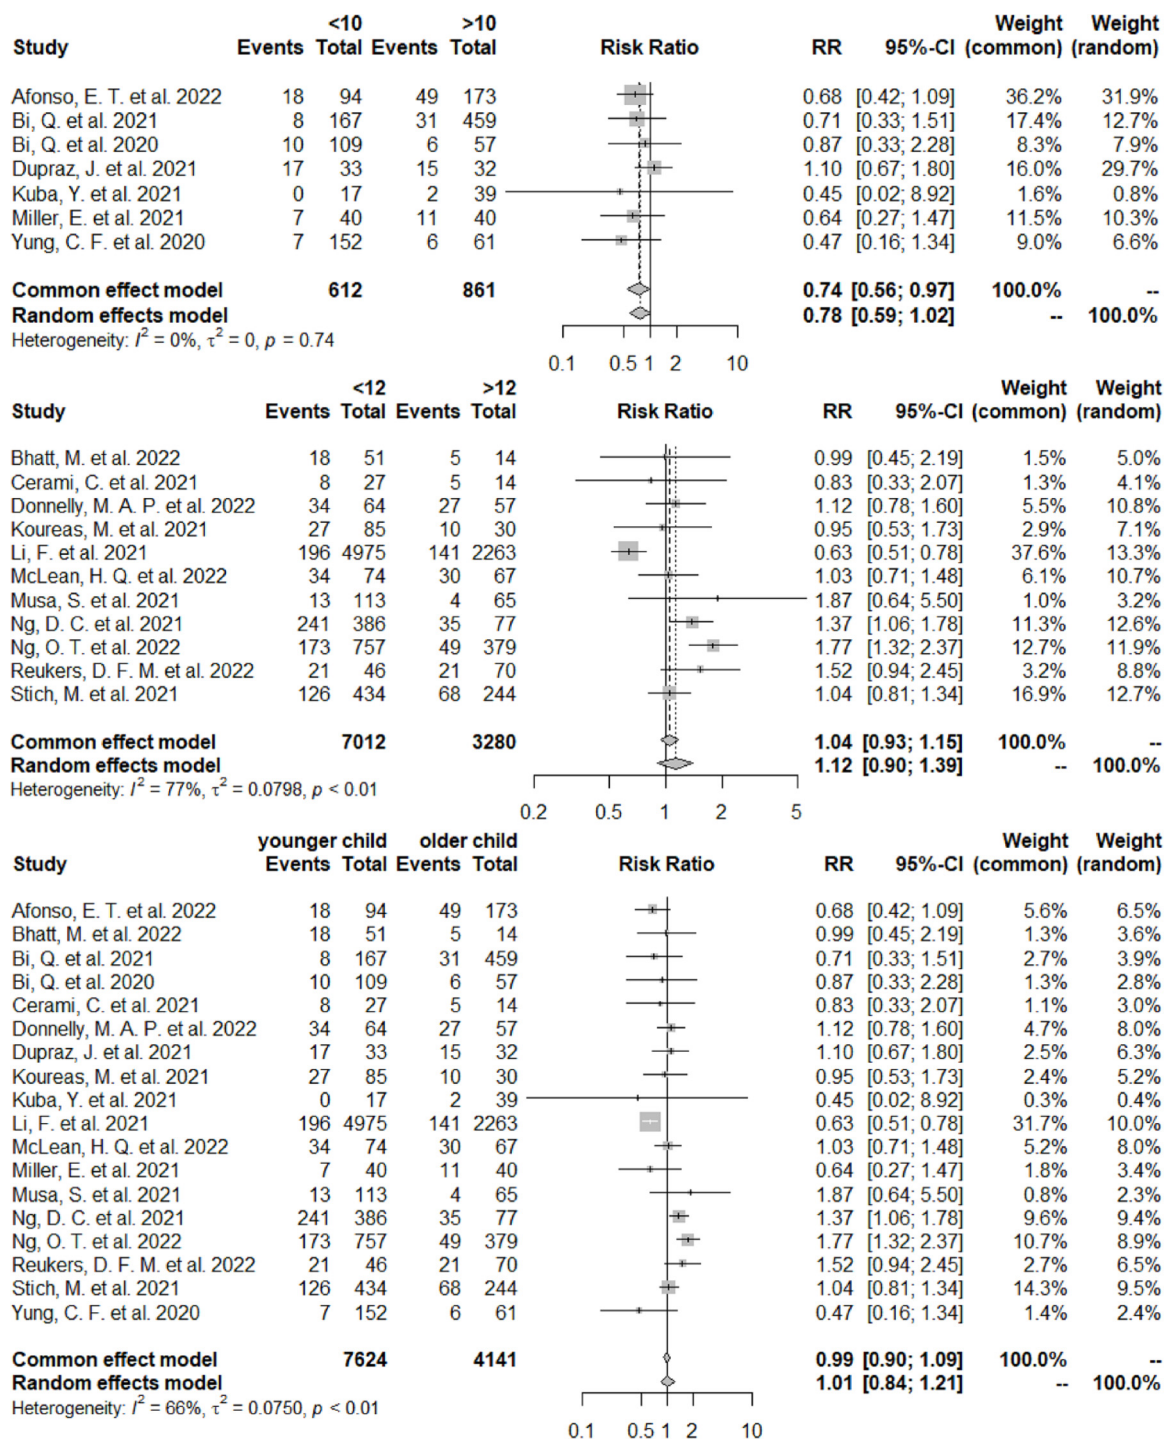 <10 >10 Weight Weight
Study Events Total Events Total Risk Ratio RR 95%-CI (common) (random)
Afonso, E. T. et al. 2022 18 94 49 173 0.68 [0.42; 1.09] 36.2% 31.9%
Bi, Q. et al. 2021 8 167 31 459 0.71 [0.33; 1.51] 17.4% 12.7%
Bi, Q. et al. 2020 10 109 6 57 0.87 [0.33; 2.28] 8.3% 7.9%
Dupraz, J. et al. 2021 17 33 15 32 1.10 [0.67; 1.80] 16.0% 29.7%
Kuba, Y. et al. 2021 0 17 2 39 0.45 [0.02; 8.92] 1.6% 0.8%
Miller, E. et al. 2021 7 40 11 40 0.64 [0.27; 1.47] 11.5% 10.3%
Yung, C. F. et al. 2020 7 152 6 61 0.47 [0.16; 1.34] 9.0% 6.6%
Common effect model 612 861 0.74 [0.56; 0.97] 100.0% --
Random effects model 0.78 [0.59; 1.02] -- 100.0%
Heterogeneity: I² = 0%, τ² = 0, p = 0.74
0.1 0.5 1 2 10
<12 >12 Weight Weight
Study Events Total Events Total Risk Ratio RR 95%-CI (common) (random)
Bhatt, M. et al. 2022 18 51 5 14 0.99 [0.45; 2.19] 1.5% 5.0%
Cerami, C. et al. 2021 8 27 5 14 0.83 [0.33; 2.07] 1.3% 4.1%
Donnelly, M. A. P. et al. 2022 34 64 27 57 1.12 [0.78; 1.60] 5.5% 10.8%
Koureas, M. et al. 2021 27 85 10 30 0.95 [0.53; 1.73] 2.9% 7.1%
Li, F. et al. 2021 196 4975 141 2263 0.63 [0.51; 0.78] 37.6% 13.3%
McLean, H. Q. et al. 2022 34 74 30 67 1.03 [0.71; 1.48] 6.1% 10.7%
Musa, S. et al. 2021 13 113 4 65 1.87 [0.64; 5.50] 1.0% 3.2%
Ng, D. C. et al. 2021 241 386 35 77 1.37 [1.06; 1.78] 11.3% 12.6%
Ng, O. T. et al. 2022 173 757 49 379 1.77 [1.32; 2.37] 12.7% 11.9%
Reukers, D. F. M. et al. 2022 21 46 21 70 1.52 [0.94; 2.45] 3.2% 8.8%
Stich, M. et al. 2021 126 434 68 244 1.04 [0.81; 1.34] 16.9% 12.7%
Common effect model 7012 3280 1.04 [0.93; 1.15] 100.0% --
Random effects model 1.12 [0.90; 1.39] -- 100.0%
Heterogeneity: I² = 77%, τ² = 0.0798, p < 0.01
0.2 0.5 1 2 5
younger child older child Weight Weight
Study Events Total Events Total Risk Ratio RR 95%-CI (common) (random)
Afonso, E. T. et al. 2022 18 94 49 173 0.68 [0.42; 1.09] 5.6% 6.5%
Bhatt, M. et al. 2022 18 51 5 14 0.99 [0.45; 2.19] 1.3% 3.6%
Bi, Q. et al. 2021 8 167 31 459 0.71 [0.33; 1.51] 2.7% 3.9%
Bi, Q. et al. 2020 10 109 6 57 0.87 [0.33; 2.28] 1.3% 2.8%
Cerami, C. et al. 2021 8 27 5 14 0.83 [0.33; 2.07] 1.1% 3.0%
Donnelly, M. A. P. et al. 2022 34 64 27 57 1.12 [0.78; 1.60] 4.7% 8.0%
Dupraz, J. et al. 2021 17 33 15 32 1.10 [0.67; 1.80] 2.5% 6.3%
Koureas, M. et al. 2021 27 85 10 30 0.95 [0.53; 1.73] 2.4% 5.2%
Kuba, Y. et al. 2021 0 17 2 39 0.45 [0.02; 8.92] 0.3% 0.4%
Li, F. et al. 2021 196 4975 141 2263 0.63 [0.51; 0.78] 31.7% 10.0%
McLean, H. Q. et al. 2022 34 74 30 67 1.03 [0.71; 1.48] 5.2% 8.0%
Miller, E. et al. 2021 7 40 11 40 0.64 [0.27; 1.47] 1.8% 3.4%
Musa, S. et al. 2021 13 113 4 65 1.87 [0.64; 5.50] 0.8% 2.3%
Ng, D. C. et al. 2021 241 386 35 77 1.37 [1.06; 1.78] 9.6% 9.4%
Ng, O. T. et al. 2022 173 757 49 379 1.77 [1.32; 2.37] 10.7% 8.9%
Reukers, D. F. M. et al. 2022 21 46 21 70 1.52 [0.94; 2.45] 2.7% 6.5%
Stich, M. et al. 2021 126 434 68 244 1.04 [0.81; 1.34] 14.3% 9.5%
Yung, C. F. et al. 2020 7 152 6 61 0.47 [0.16; 1.34] 1.4% 2.4%
Common effect model 7624 4141 0.99 [0.90; 1.09] 100.0% --
Random effects model 1.01 [0.84; 1.21] -- 100.0%
Heterogeneity: I² = 66%, τ² = 0.0750, p < 0.01
0.1 0.5 1 2 10